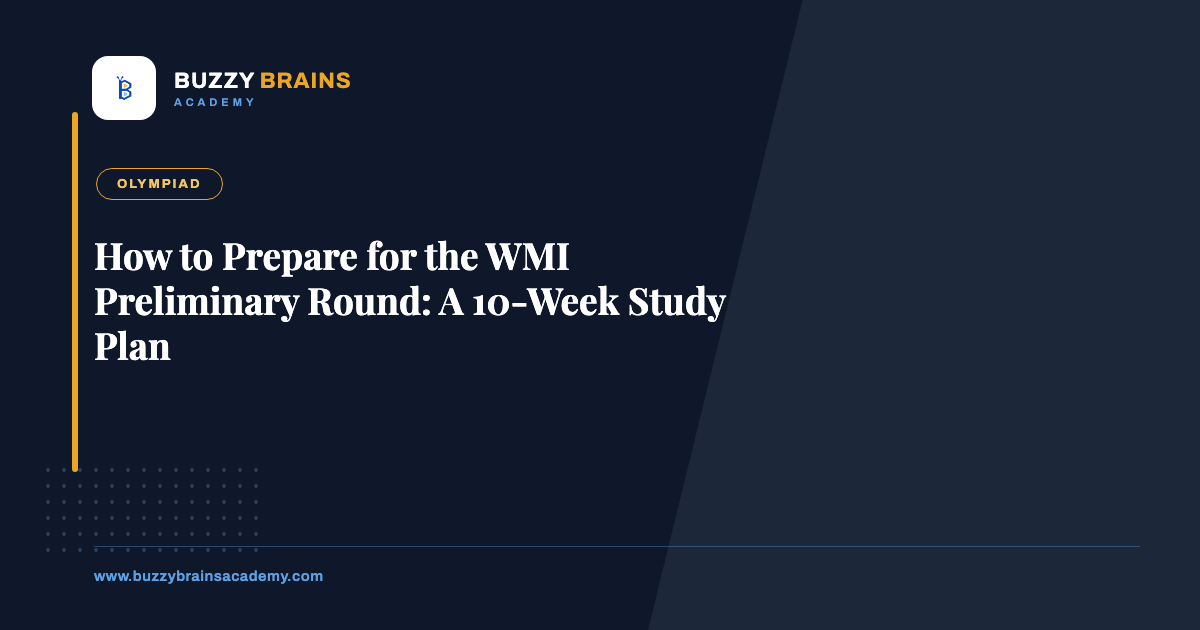 BUZZY BRAINS
ACADEMY
OLYMPIAD
How to Prepare for the WMI
Preliminary Round: A 10-Week Study
Plan
www.buzzybrainsacademy.com